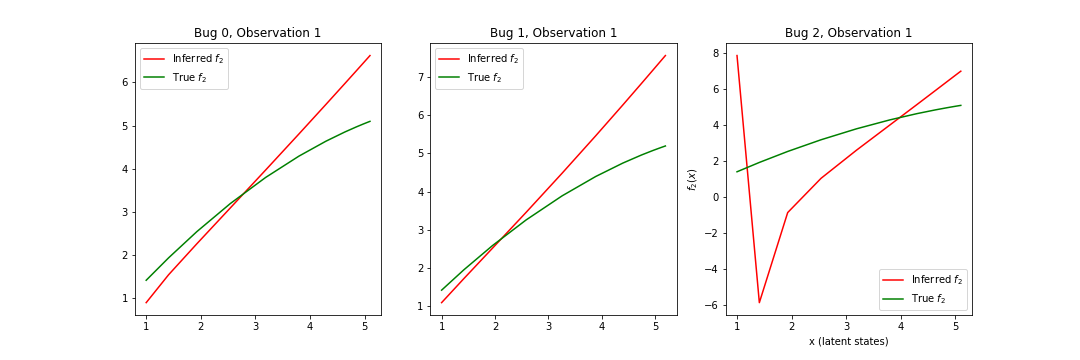 Bug 0, Observation 1
Inferred f₂
True f₂
6
5
4
3
2
1
1 2 3 4 5
Bug 1, Observation 1
Inferred f₂
True f₂
7
6
5
4
3
2
1
1 2 3 4 5
Bug 2, Observation 1
8
6
4
2
0
−2
−4
−6
f₂(x)
Inferred f₂
True f₂
1 2 3 4 5
x (latent states)